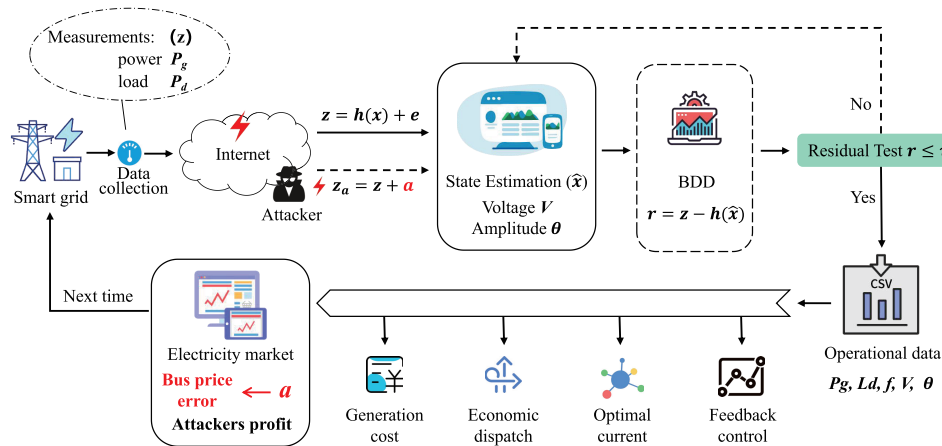 Measurements: (z)
power P_g
load P_d
Smart grid
Data
collection
Internet
Attacker
z = h(x) + e
z_a = z + a
State Estimation (x̂)
Voltage V
Amplitude θ
BDD
r = z − h(x̂)
No
Residual Test r ≤
Yes
CSV
Operational data
Pg, Ld, f, V, θ
Next time
Electricity market
Bus price
error
a
Attackers profit
Generation
cost
Economic
dispatch
Optimal
current
Feedback
control